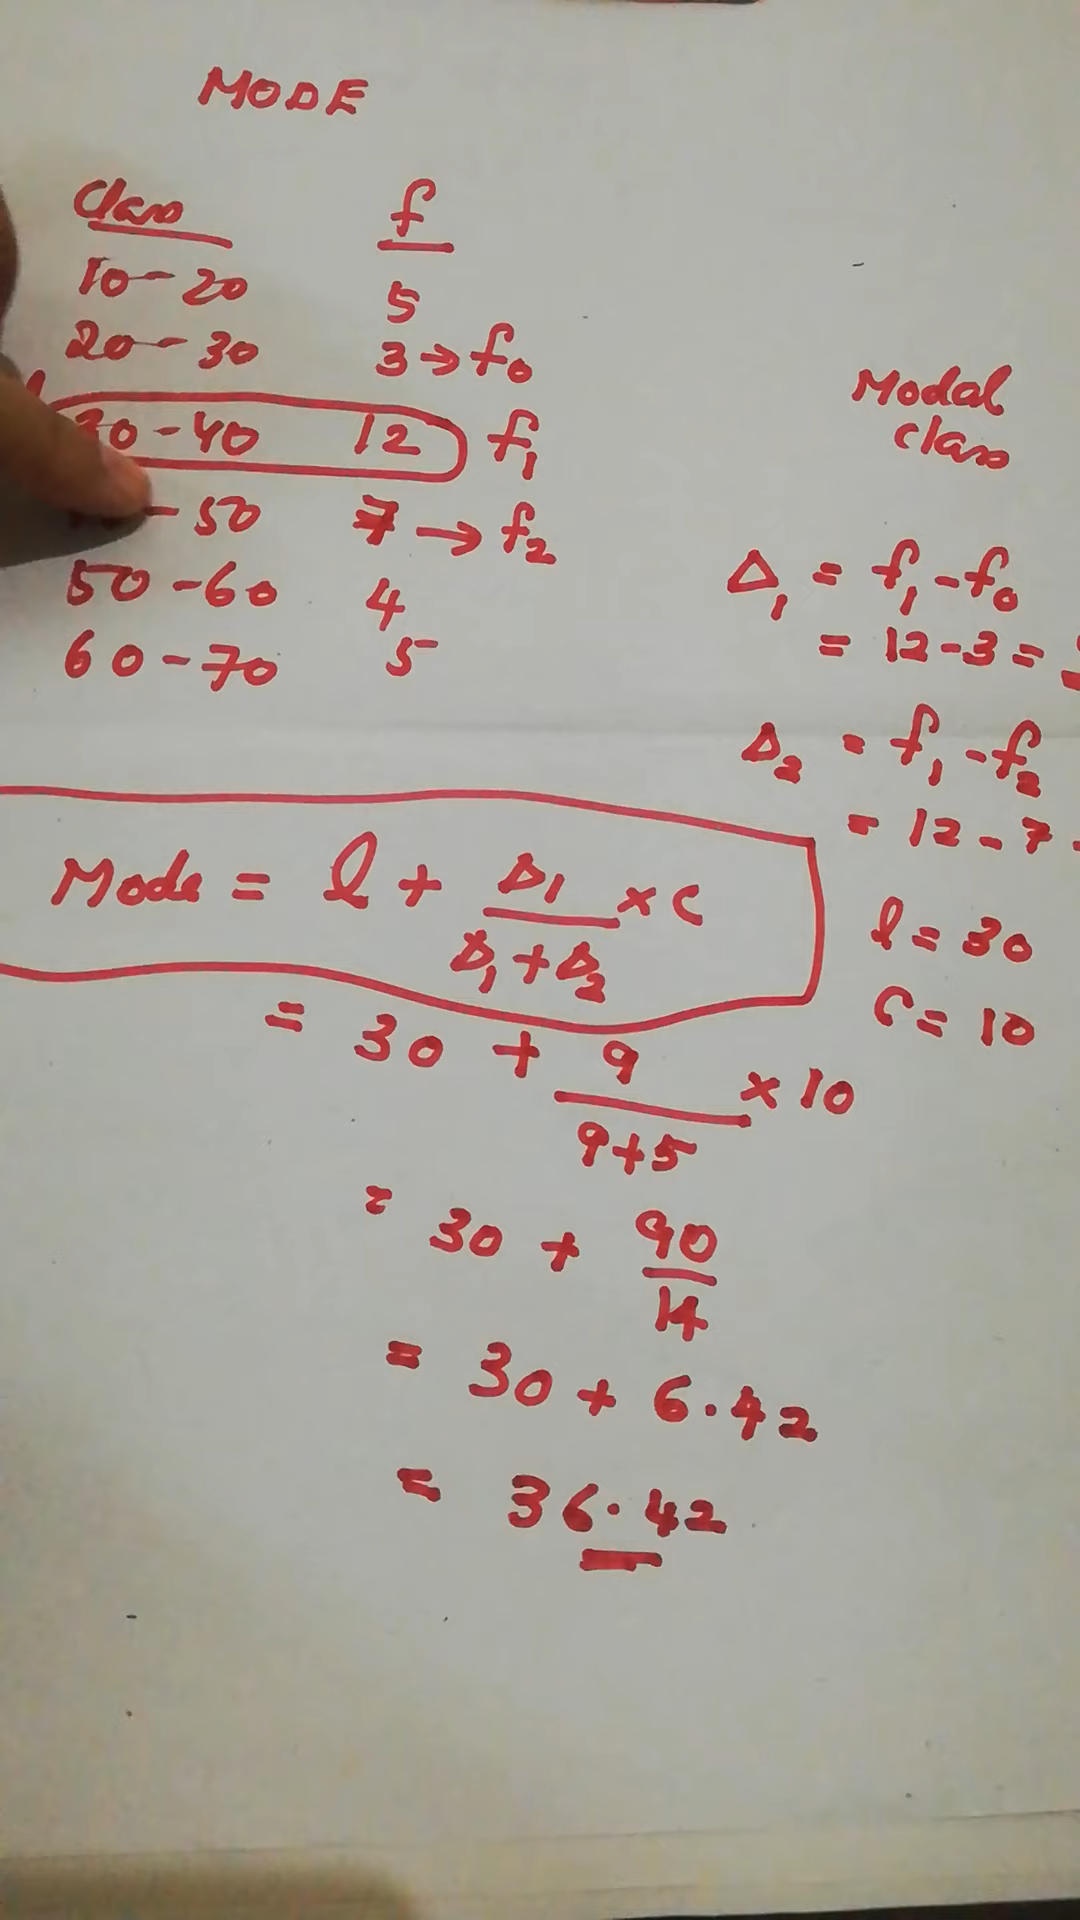 MODE
Class f
10-20 5
20-30 3→f₀
30-40 12 f₁
-50 7→f₂
50-60 4
60-70 5
Modal
class
Δ₁ = f₁-f₀
= 12-3=
Δ₂ = f₁-f₂
= 12-7
l=30
C=10
Mode = l + Δ₁/(Δ₁+Δ₂) × C
= 30 + 9/(9+5) × 10
= 30 + 90/14
= 30 + 6.42
= 36.42